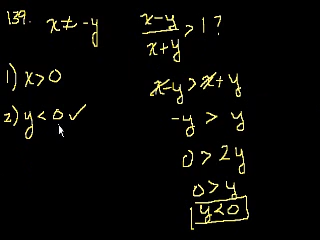 139. x ≠ -y
x-y/x+y > 1 ?
1) x > 0
2) y < 0 ✓
x-y > x+y
-y > y
0 > 2y
0 > y
y < 0